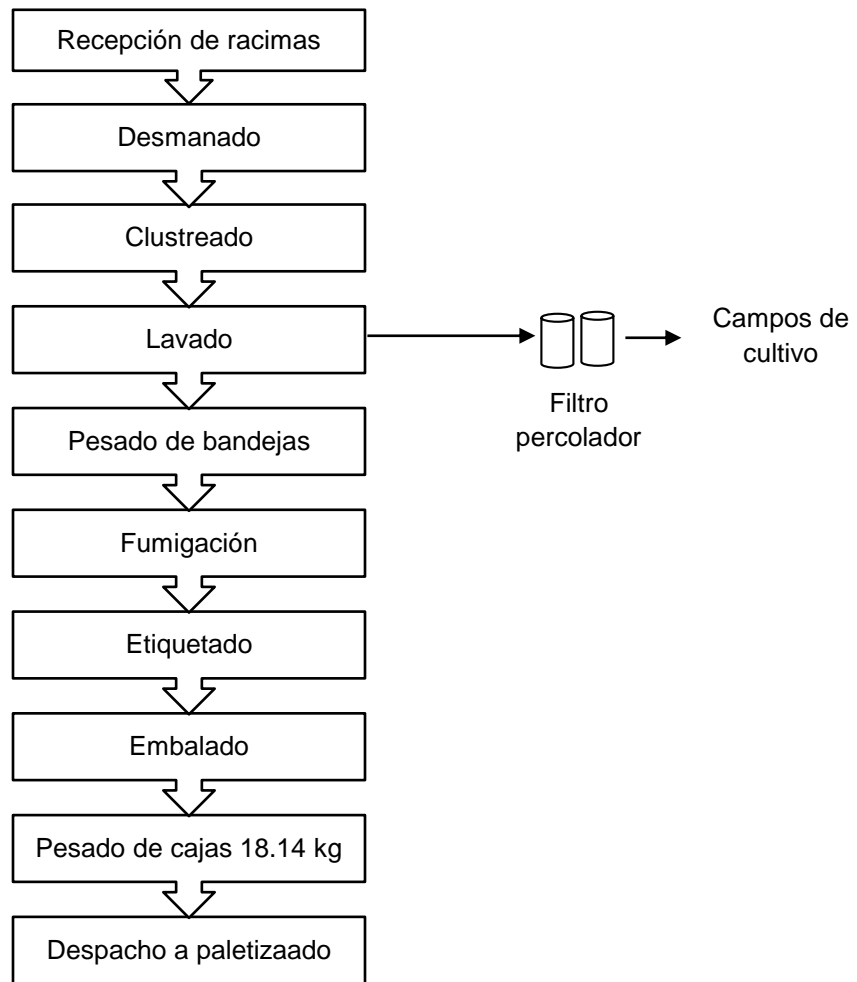 Recepción de racimas
Desmanado
Clustreado
Lavado
Campos de
cultivo
Filtro
percolador
Pesado de bandejas
Fumigación
Etiquetado
Embalado
Pesado de cajas 18.14 kg
Despacho a paletizaado